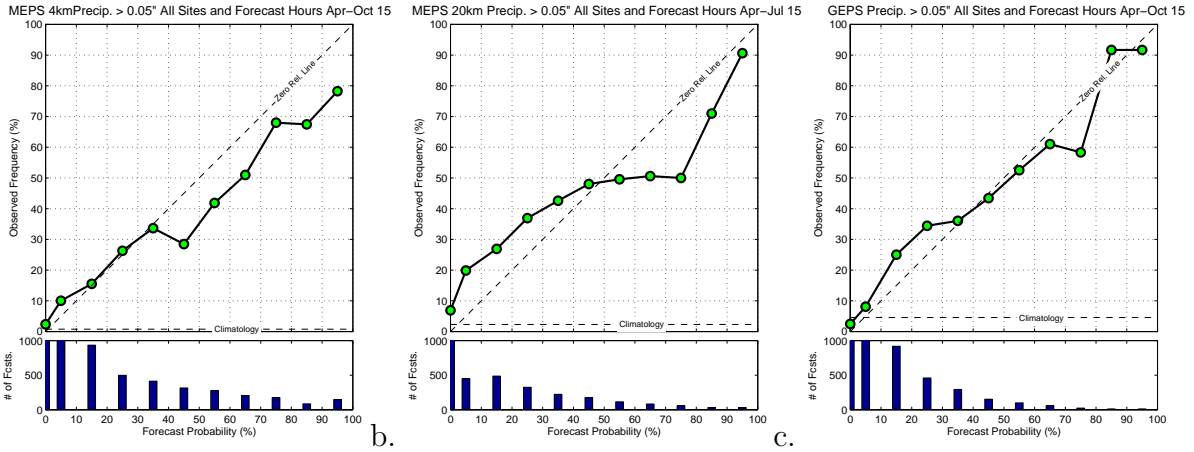 MEPS 4kmPrecip. > 0.05" All Sites and Forecast Hours Apr−Oct 15
100
90
80
70
60
50
40
30
20
10
0
Observed Frequency (%)
Zero Rel. Line
Climatology
1000
500
0
# of Fcsts.
0 10 20 30 40 50 60 70 80 90 100
Forecast Probability (%)
b.
MEPS 20km Precip. > 0.05" All Sites and Forecast Hours Apr−Jul 15
100
90
80
70
60
50
40
30
20
10
0
Observed Frequency (%)
Zero Rel. Line
Climatology
1000
500
0
# of Fcsts.
0 10 20 30 40 50 60 70 80 90 100
Forecast Probability (%)
c.
GEPS Precip. > 0.05" All Sites and Forecast Hours Apr−Oct 15
100
90
80
70
60
50
40
30
20
10
0
Observed Frequency (%)
Zero Rel. Line
Climatology
1000
500
0
# of Fcsts.
0 10 20 30 40 50 60 70 80 90 100
Forecast Probability (%)